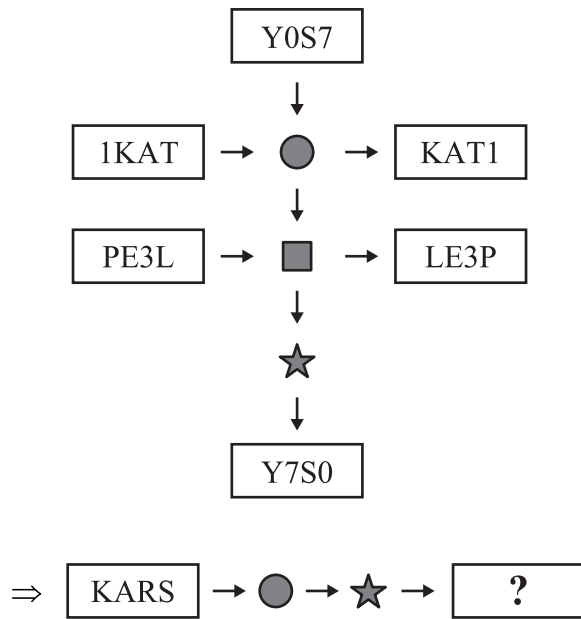 Y0S7
1KAT
KAT1
PE3L
LE3P
Y7S0
⇒ KARS ?